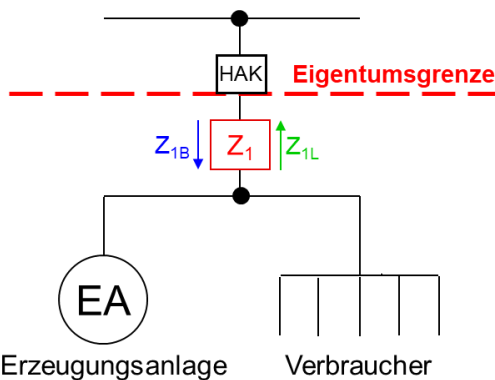 HAK
Eigentumsgrenze
Z1B Z1 Z1L
EA
Erzeugungsanlage Verbraucher